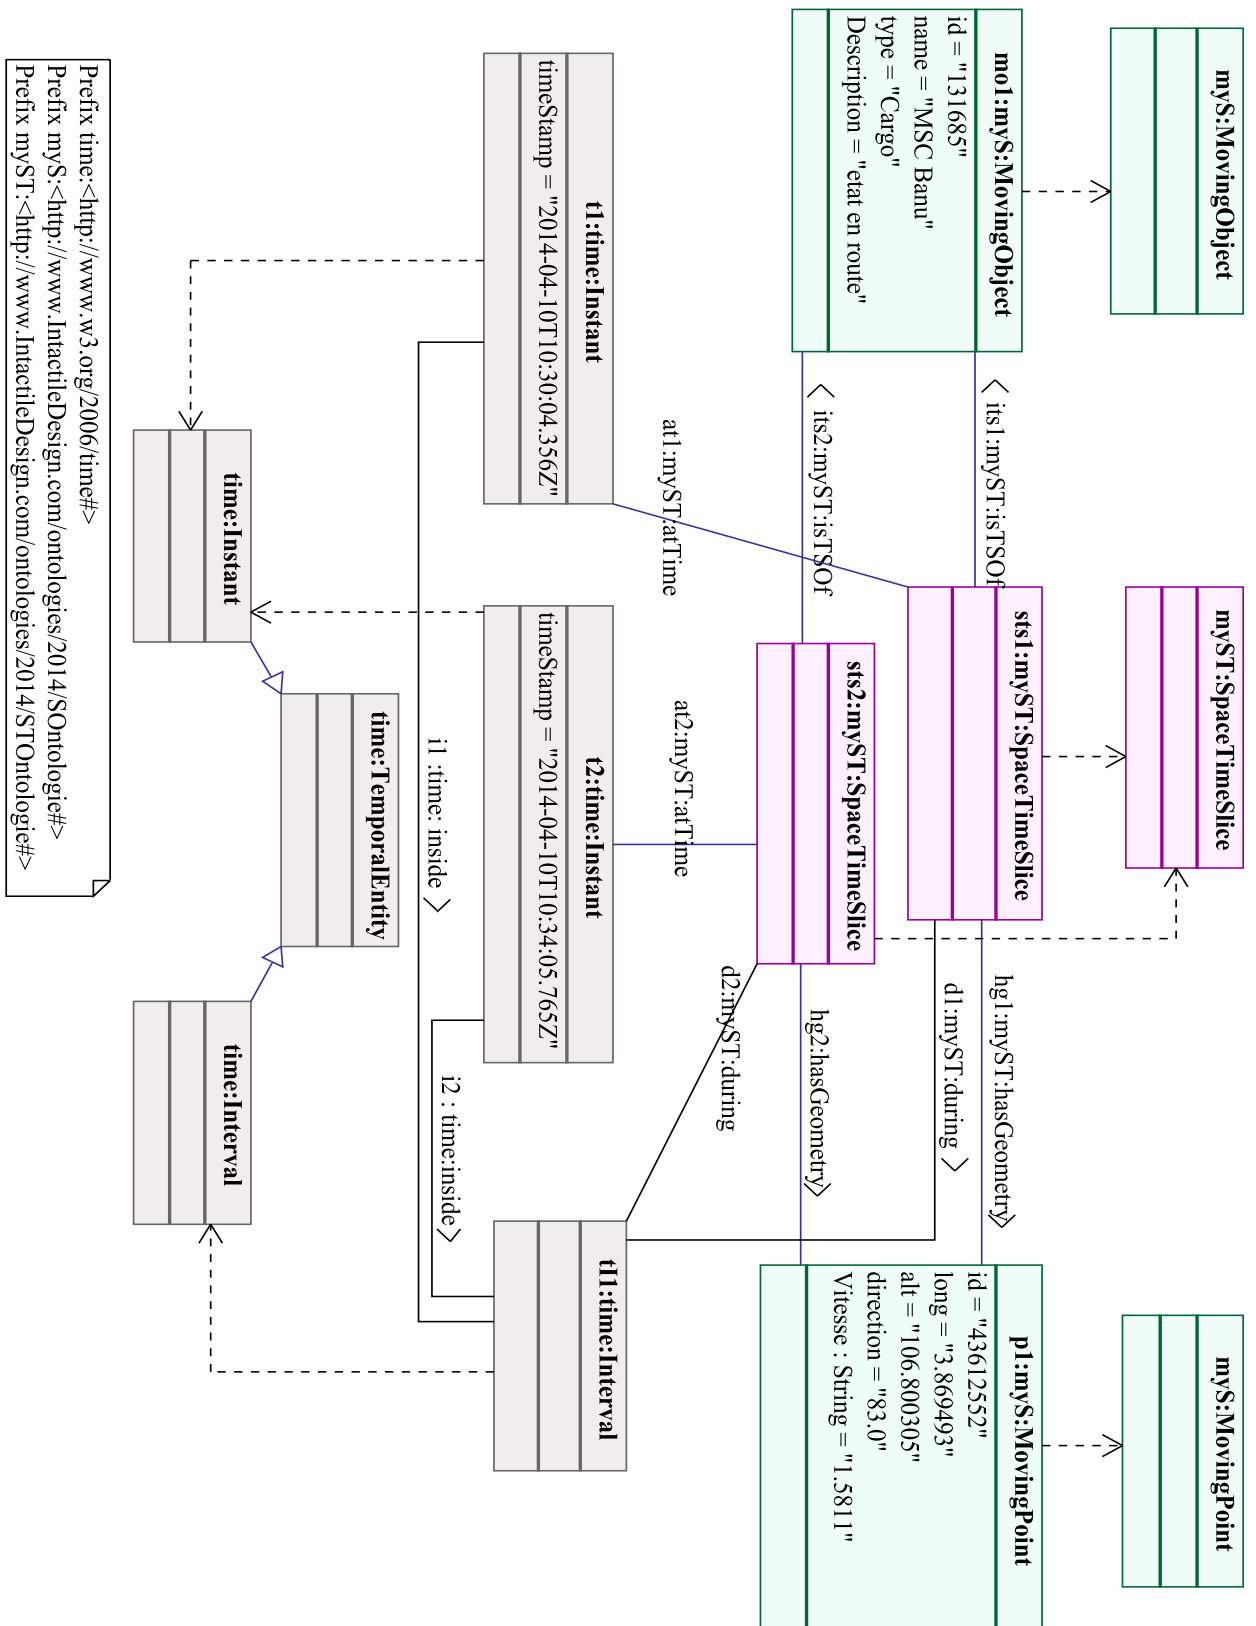 myS:MovingObject
myST:SpaceTimeSlice
myS:MovingPoint
mo1:myS:MovingObject
id = "131685"
name = "MSC Banu"
type = "Cargo"
Description = "etat en route"
its1:myST:isTSOf
its2:myST:isTSOf
sts1:myST:SpaceTimeSlice
sts2:myST:SpaceTimeSlice
hg1:myST:hasGeometry
d1:myST:during
hg2:hasGeometry
d2:myST:during
p1:myS:MovingPoint
id = "43612552"
long = "3.869493"
alt = "106.800305"
direction = "83.0"
Vitesse : String = "1.5811"
at1:myST:atTime
at2:myST:atTime
t1:time:Instant
timeStamp = "2014-04-10T10:30:04.356Z"
t2:time:Instant
timeStamp = "2014-04-10T10:34:05.765Z"
tI1:time:Interval
i1 :time: inside
i2 : time:inside
time:TemporalEntity
time:Instant
time:Interval
Prefix time:<http://www.w3.org/2006/time#>
Prefix myS:<http://www.IntactileDesign.com/ontologies/2014/SOntologie#>
Prefix myST:<http://www.IntactileDesign.com/ontologies/2014/STOntologie#>